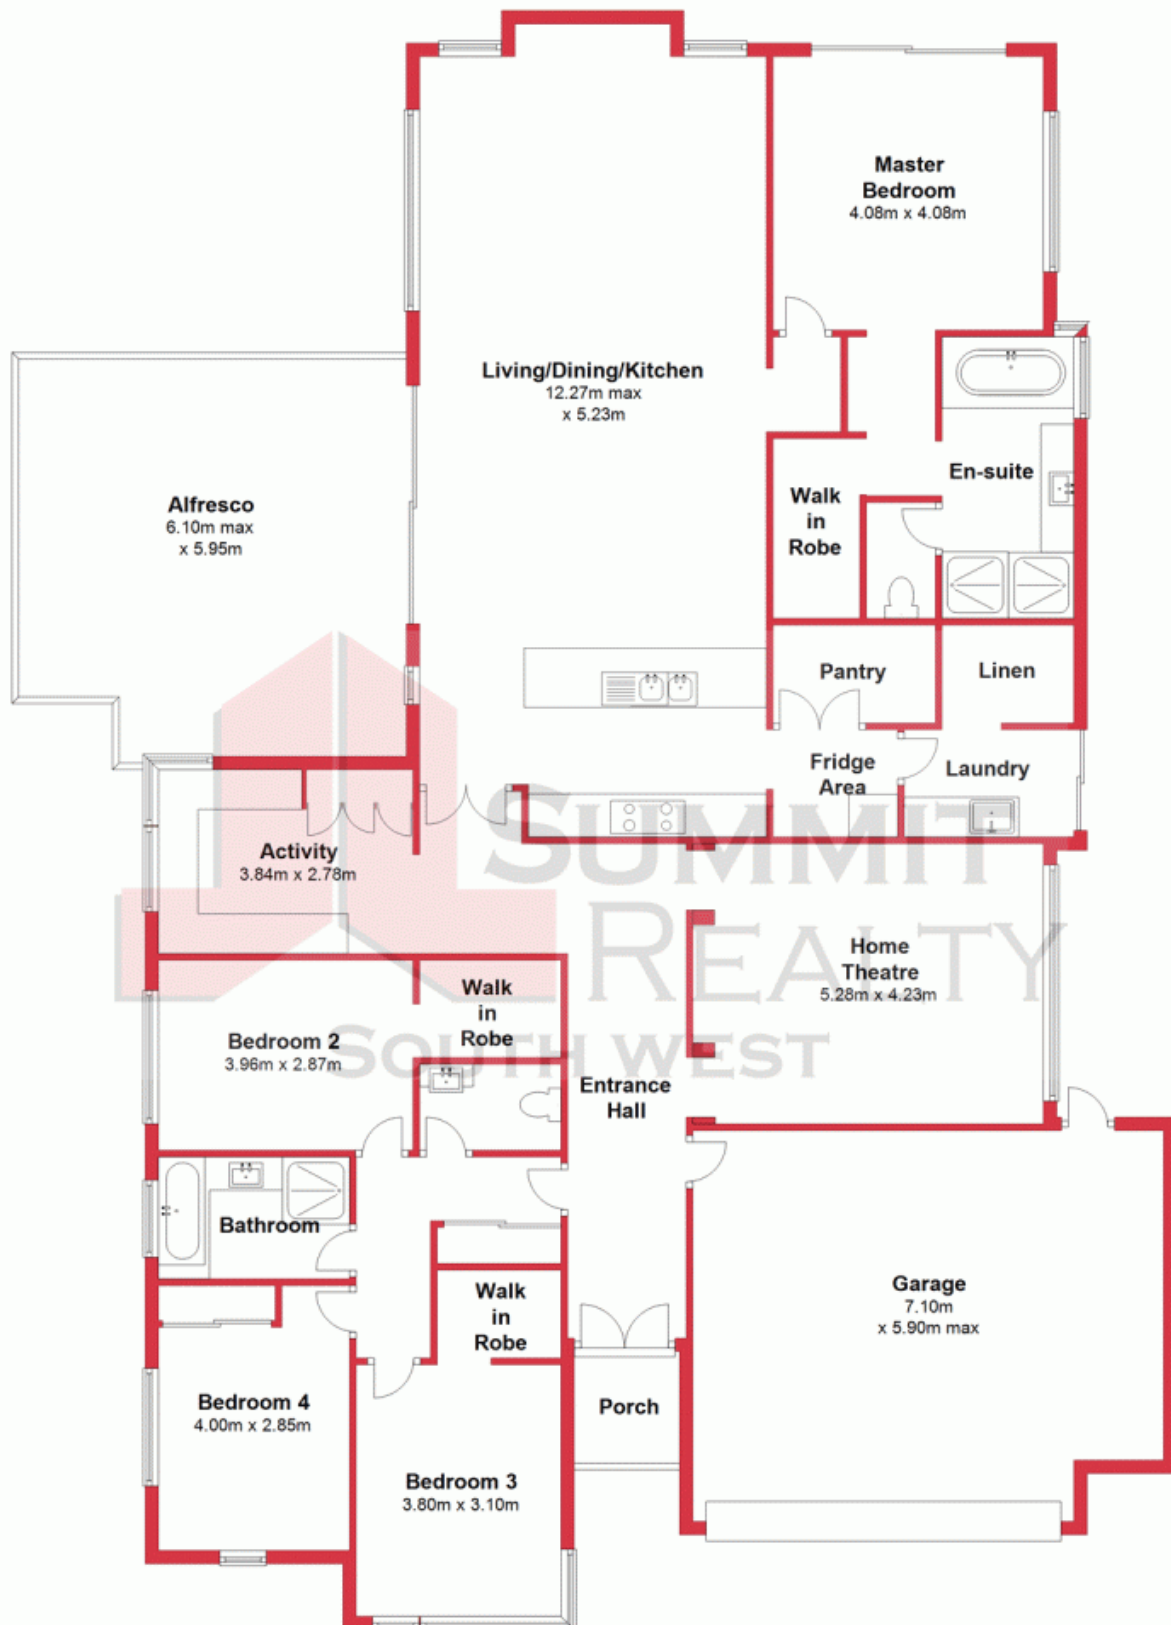 Master
Bedroom
4.08m x 4.08m
Living/Dining/Kitchen
12.27m max
x 5.23m
En-suite
Walk
in
Robe
Alfresco
6.10m max
x 5.95m
Pantry
Linen
Fridge
Area
Laundry
SUMMIT
REALTY
SOUTH WEST
Activity
3.84m x 2.78m
Home
Theatre
5.28m x 4.23m
Walk
in
Robe
Bedroom 2
3.96m x 2.87m
Entrance
Hall
Bathroom
Walk
in
Robe
Garage
7.10m
x 5.90m max
Bedroom 4
4.00m x 2.85m
Porch
Bedroom 3
3.80m x 3.10m